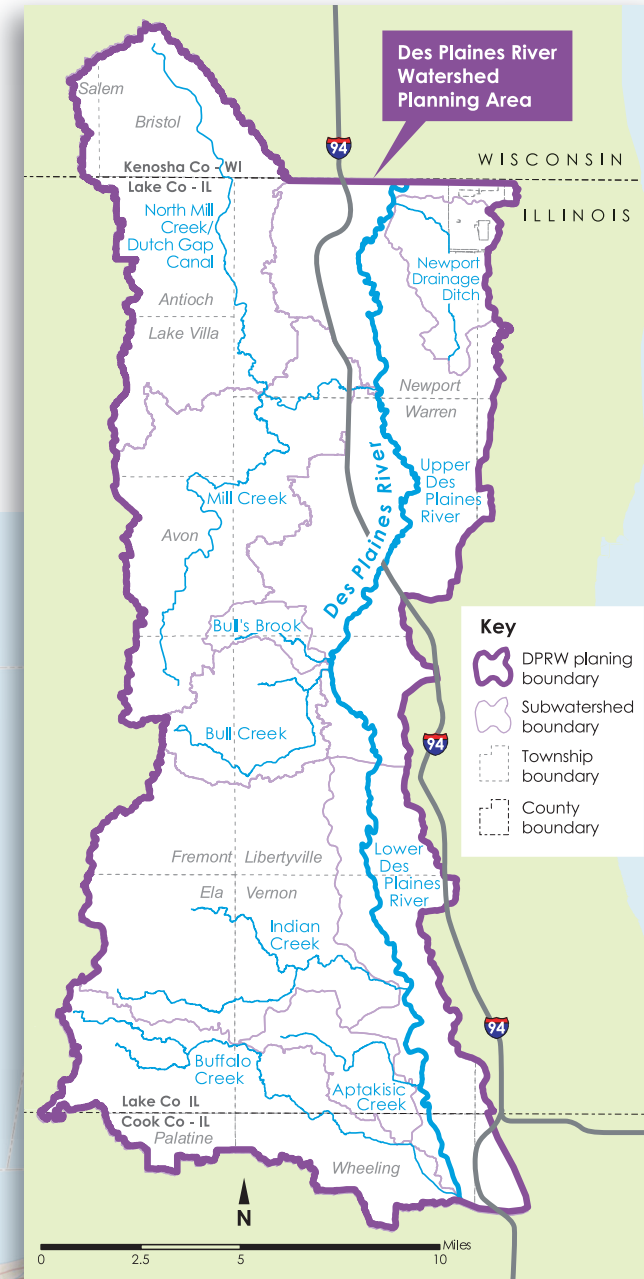 Des Plaines River
Watershed
Planning Area
Salem
Bristol
94
WISCONSIN
Kenosha Co - WI
Lake Co - IL
ILLINOIS
North Mill
Creek/
Dutch Gap
Canal
Newport
Drainage
Ditch
Antioch
Lake Villa
Newport
Warren
Des Plaines River
Upper
Des
Plaines
River
Mill Creek
Avon
Bull's Brook
Key
DPRW planing
boundary
Subwatershed
boundary
Township
boundary
County
boundary
Bull Creek
94
Fremont
Libertyville
Lower
Des
Plaines
River
Ela
Vernon
Indian
Creek
94
Buffalo
Creek
Aptakisic
Creek
Lake Co IL
Cook Co - IL
Palatine
Wheeling
N
Miles
0
2.5
5
10